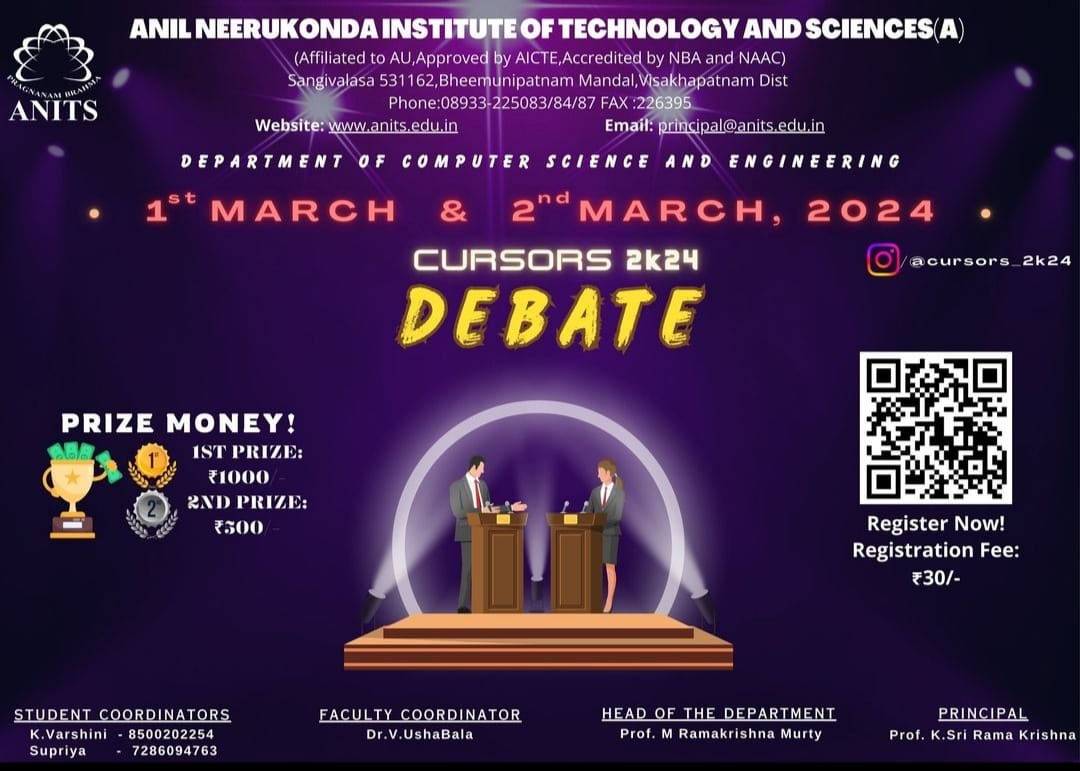 ANIL NEERUKONDA INSTITUTE OF TECHNOLOGY AND SCIENCES(A)
(Affiliated to AU,Approved by AICTE,Accredited by NBA and NAAC)
Sangivalasa 531162,Bheemunipatnam Mandal,Visakhapatnam Dist
Phone:08933-225083/84/87 FAX :226395
Website: www.anits.edu.in Email: principal@anits.edu.in
PRAGNANAM BRAHMA
ANITS
DEPARTMENT OF COMPUTER SCIENCE AND ENGINEERING
1st MARCH & 2nd MARCH, 2024
CURSORS 2k24
/@cursors_2k24
DEBATE
PRIZE MONEY!
1ST PRIZE:
₹1000/-
2ND PRIZE:
₹500/-
1st
2
Register Now!
Registration Fee:
₹30/-
STUDENT COORDINATORS
K.Varshini - 8500202254
Supriya - 7286094763
FACULTY COORDINATOR
Dr.V.UshaBala
HEAD OF THE DEPARTMENT
Prof. M Ramakrishna Murty
PRINCIPAL
Prof. K.Sri Rama Krishna